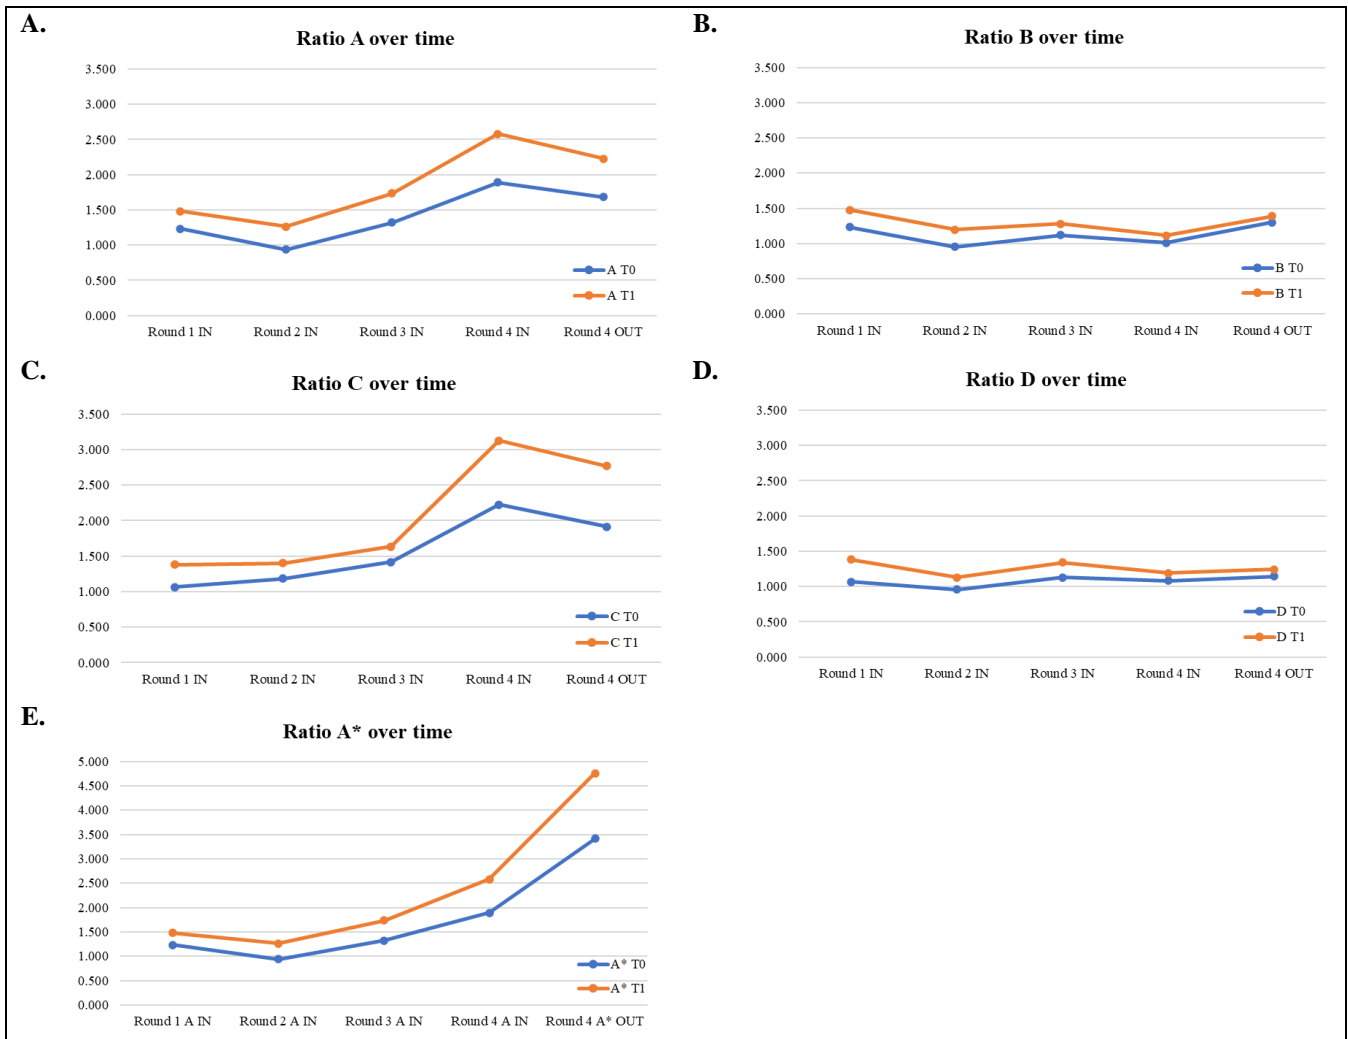 A.
Ratio A over time
3.500
3.000
2.500
2.000
1.500
1.000
0.500
0.000
A T0
A T1
Round 1 IN Round 2 IN Round 3 IN Round 4 IN Round 4 OUT
B.
Ratio B over time
3.500
3.000
2.500
2.000
1.500
1.000
0.500
0.000
B T0
B T1
Round 1 IN Round 2 IN Round 3 IN Round 4 IN Round 4 OUT
C.
Ratio C over time
3.500
3.000
2.500
2.000
1.500
1.000
0.500
0.000
C T0
C T1
Round 1 IN Round 2 IN Round 3 IN Round 4 IN Round 4 OUT
D.
Ratio D over time
3.500
3.000
2.500
2.000
1.500
1.000
0.500
0.000
D T0
D T1
Round 1 IN Round 2 IN Round 3 IN Round 4 IN Round 4 OUT
E.
Ratio A* over time
5.000
4.500
4.000
3.500
3.000
2.500
2.000
1.500
1.000
0.500
0.000
A* T0
A* T1
Round 1 A IN Round 2 A IN Round 3 A IN Round 4 A IN Round 4 A* OUT